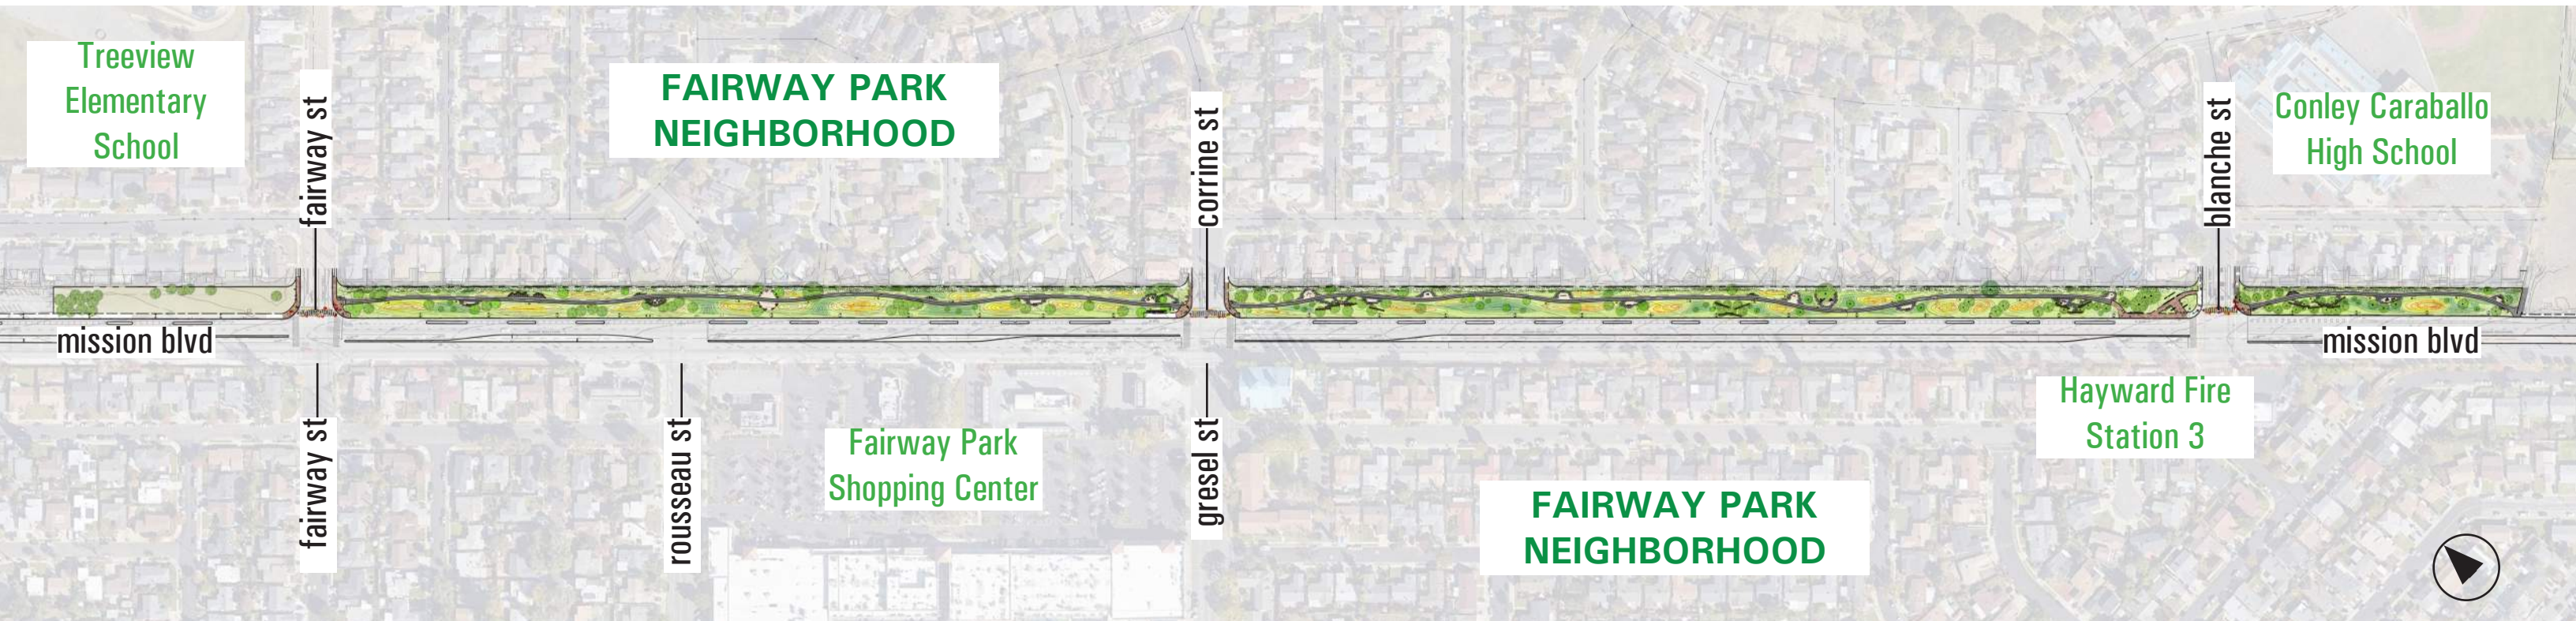 Treeview
Elementary
School
fairway st
FAIRWAY PARK
NEIGHBORHOOD
corrine st
blanche st
Conley Caraballo
High School
mission blvd
mission blvd
fairway st
rousseau st
Fairway Park
Shopping Center
gresel st
FAIRWAY PARK
NEIGHBORHOOD
Hayward Fire
Station 3